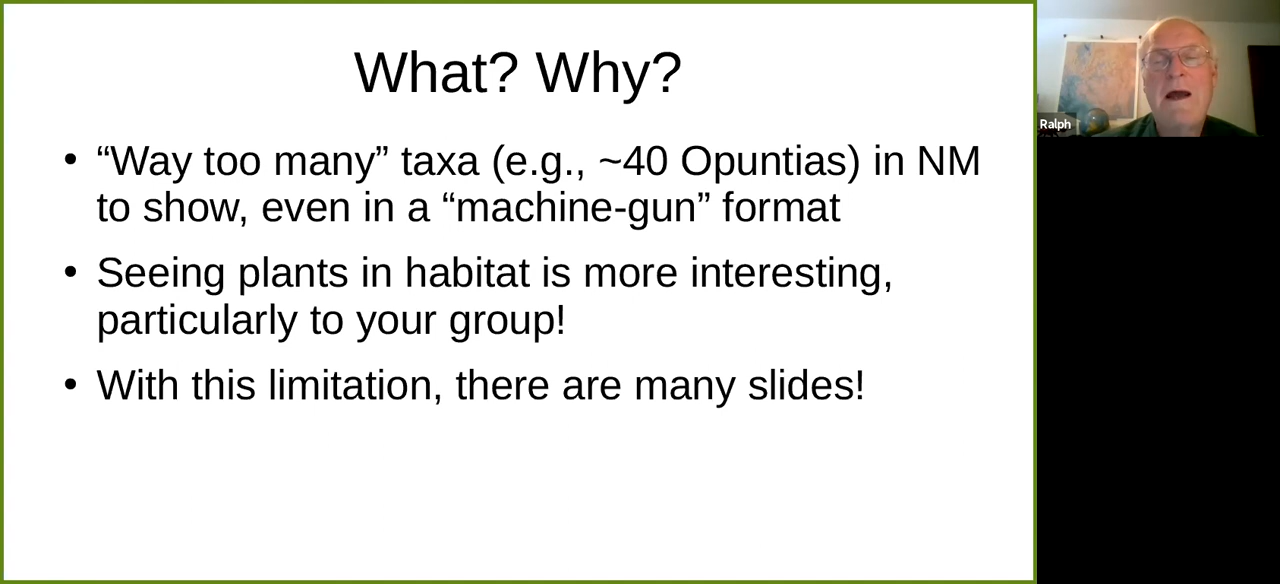 What? Why?
• “Way too many” taxa (e.g., ~40 Opuntias) in NM
to show, even in a “machine-gun” format
• Seeing plants in habitat is more interesting,
particularly to your group!
• With this limitation, there are many slides!
Ralph